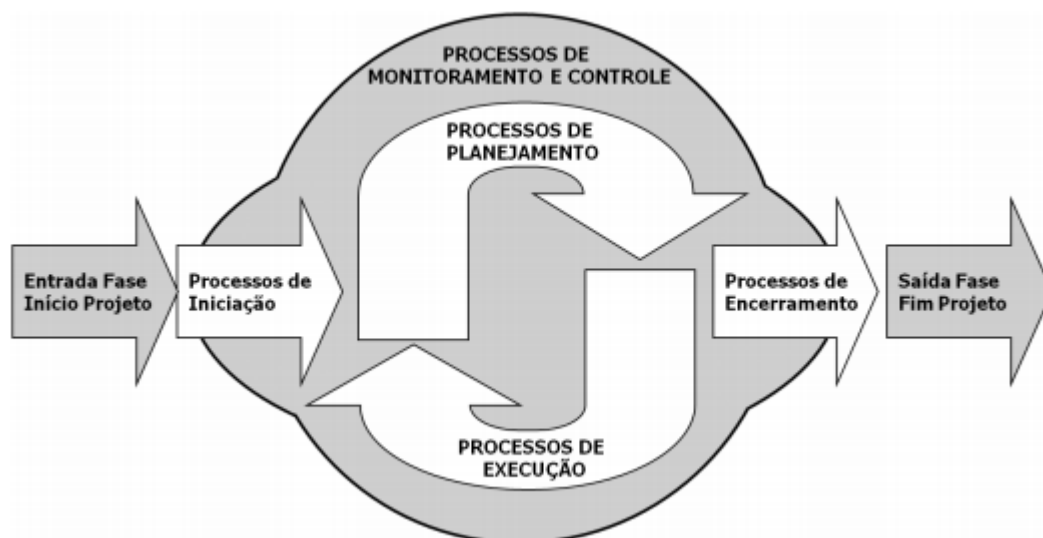 PROCESSOS DE
MONITORAMENTO E CONTROLE
PROCESSOS DE
PLANEJAMENTO
Entrada Fase
Início Projeto
Processos de
Iniciação
Processos de
Encerramento
Saída Fase
Fim Projeto
PROCESSOS DE
EXECUÇÃO